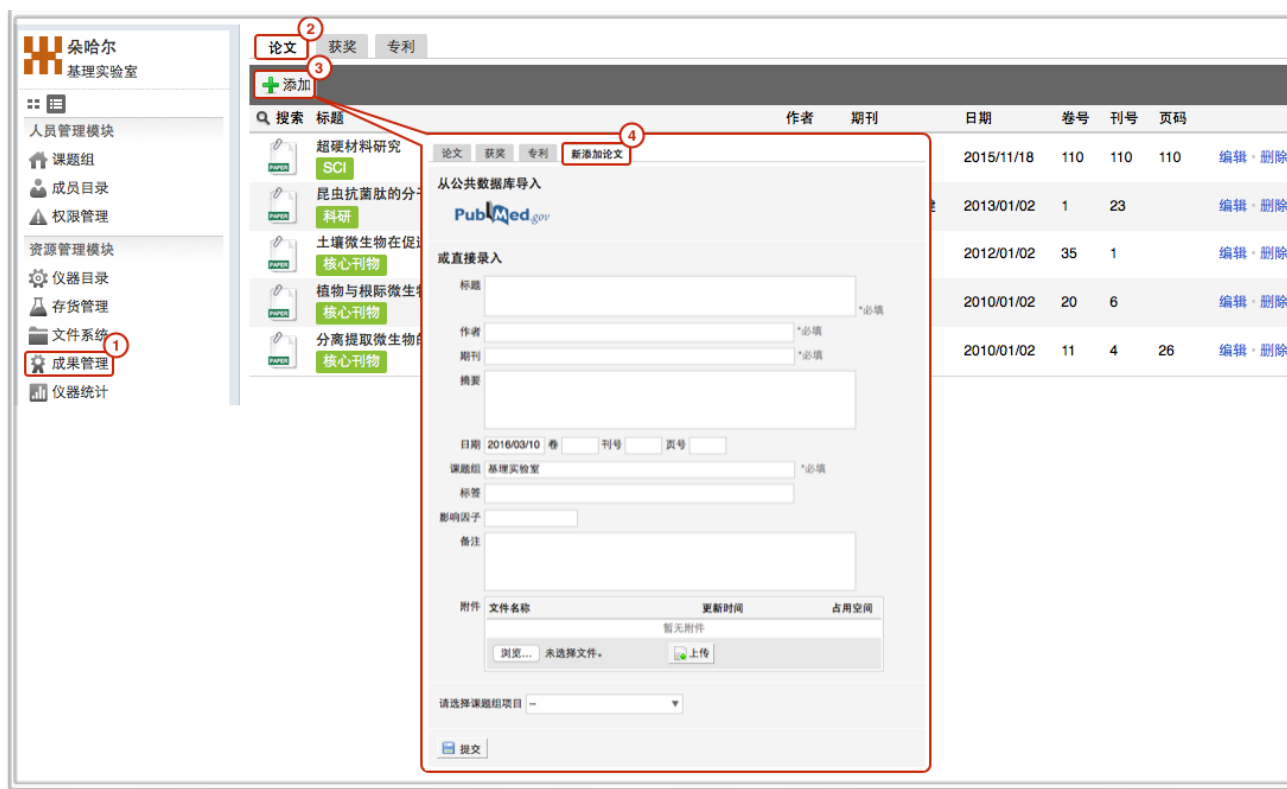 朵哈尔
基理实验室
人员管理模块
课题组
成员目录
权限管理
资源管理模块
仪器目录
存货管理
文件系统
1
成果管理
仪器统计
2
论文 获奖 专利
3
添加
搜索 标题 作者 期刊 日期 卷号 刊号 页码
超硬材料研究
PAPER SCI
2015/11/18 110 110 110 编辑 删除
昆虫抗菌肽的分子
PAPER 科研
2013/01/02 1 23 编辑 删除
土壤微生物在促进
PAPER 核心刊物
2012/01/02 35 1 编辑 删除
植物与根际微生物
PAPER 核心刊物
2010/01/02 20 6 编辑 删除
分离提取微生物的
PAPER 核心刊物
2010/01/02 11 4 26 编辑 删除
4
论文 获奖 专利 新添加论文
从公共数据库导入
PubMed.gov
或直接录入
标题
*必填
作者 *必填
期刊 *必填
摘要
日期 2016/03/10 卷 刊号 页号
课题组 基理实验室 *必填
标签
影响因子
备注
附件 文件名称 更新时间 占用空间
暂无附件
浏览... 未选择文件。 上传
请选择课题组项目 --
提交